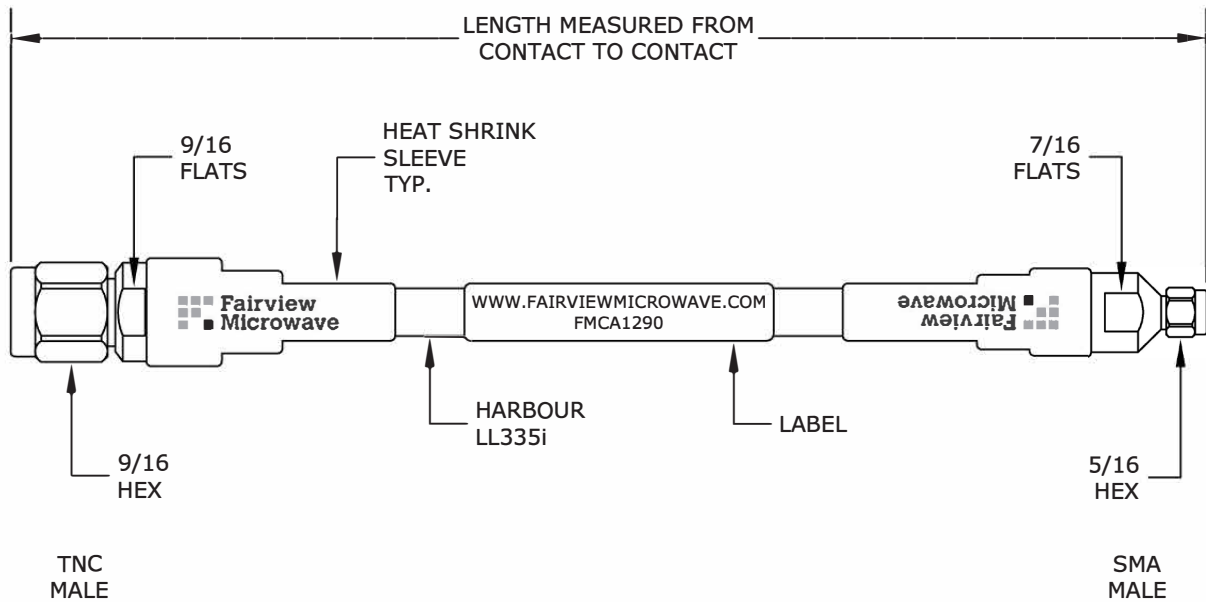 LENGTH MEASURED FROM
CONTACT TO CONTACT
9/16
FLATS
HEAT SHRINK
SLEEVE
TYP.
7/16
FLATS
Fairview
Microwave
WWW.FAIRVIEWMICROWAVE.COM
FMCA1290
Fairview
Microwave
HARBOUR
LL335i
LABEL
9/16
HEX
5/16
HEX
TNC
MALE
SMA
MALE